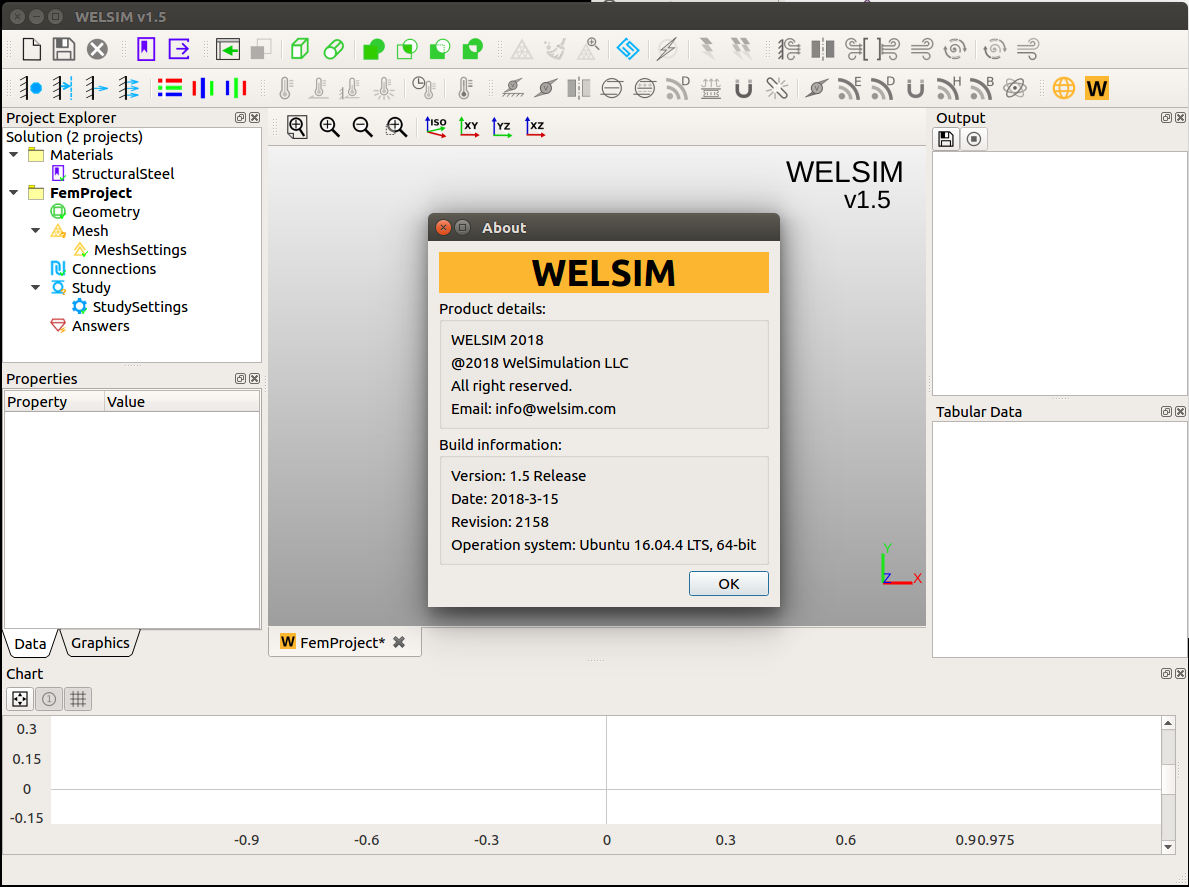 WELSIM v1.5
D
E
D
H
B
W
Project Explorer
Solution (2 projects)
Materials
StructuralSteel
FemProject
Geometry
Mesh
MeshSettings
Connections
Study
StudySettings
Answers
Properties
Property Value
Data Graphics
ISO XY YZ XZ
WELSIM
v1.5
About
WELSIM
Product details:
WELSIM 2018
@2018 WelSimulation LLC
All right reserved.
Email: info@welsim.com
Build information:
Version: 1.5 Release
Date: 2018-3-15
Revision: 2158
Operation system: Ubuntu 16.04.4 LTS, 64-bit
OK
Y
Z X
W FemProject*
Output
Tabular Data
Chart
1
0.3
0.15
0
-0.15
-0.9 -0.6 -0.3 0 0.3 0.6 0.90.975